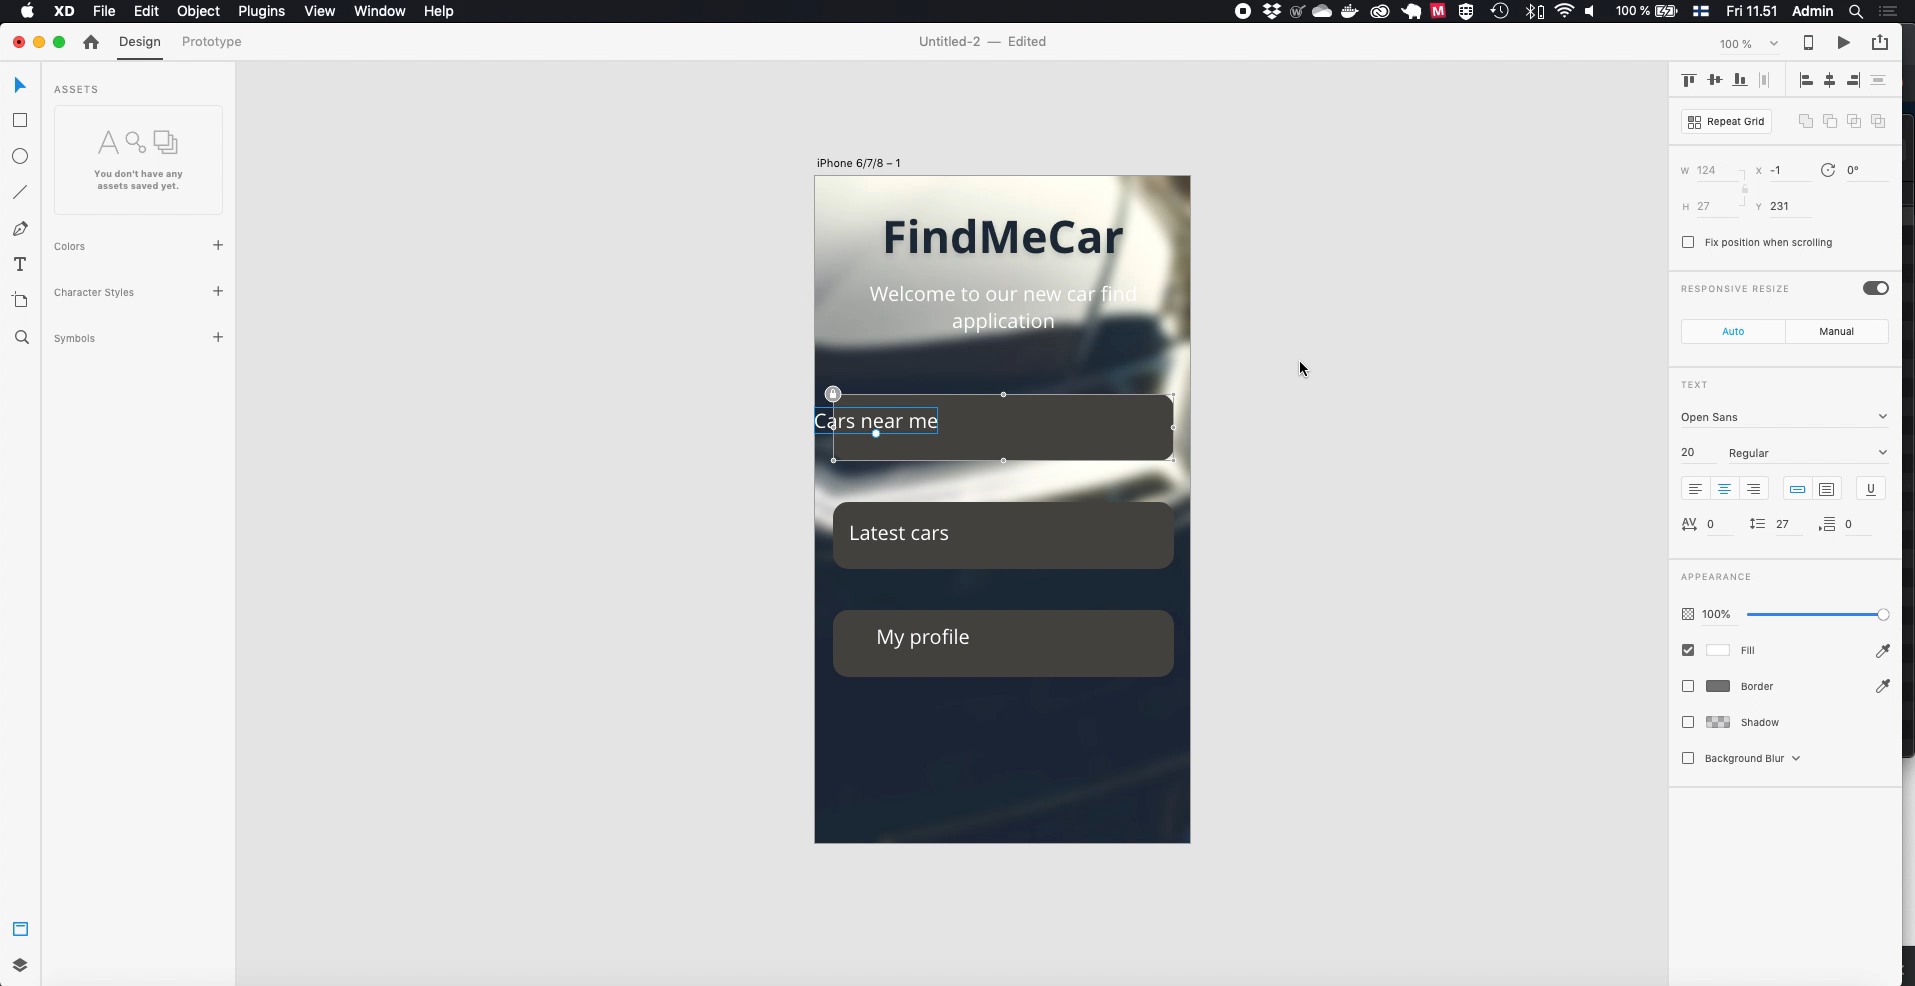 XD File Edit Object Plugins View Window Help
100 % Fri 11.51 Admin
Design Prototype
Untitled-2 — Edited
100 %
ASSETS
You don't have any
assets saved yet.
Colors +
Character Styles +
Symbols +
iPhone 6/7/8 – 1
FindMeCar
Welcome to our new car find
application
Cars near me
Latest cars
My profile
Repeat Grid
W 124 X -1 0°
H 27 Y 231
Fix position when scrolling
RESPONSIVE RESIZE
Auto Manual
TEXT
Open Sans
20 Regular
U
AV 0 27 0
APPEARANCE
100%
Fill
Border
Shadow
Background Blur